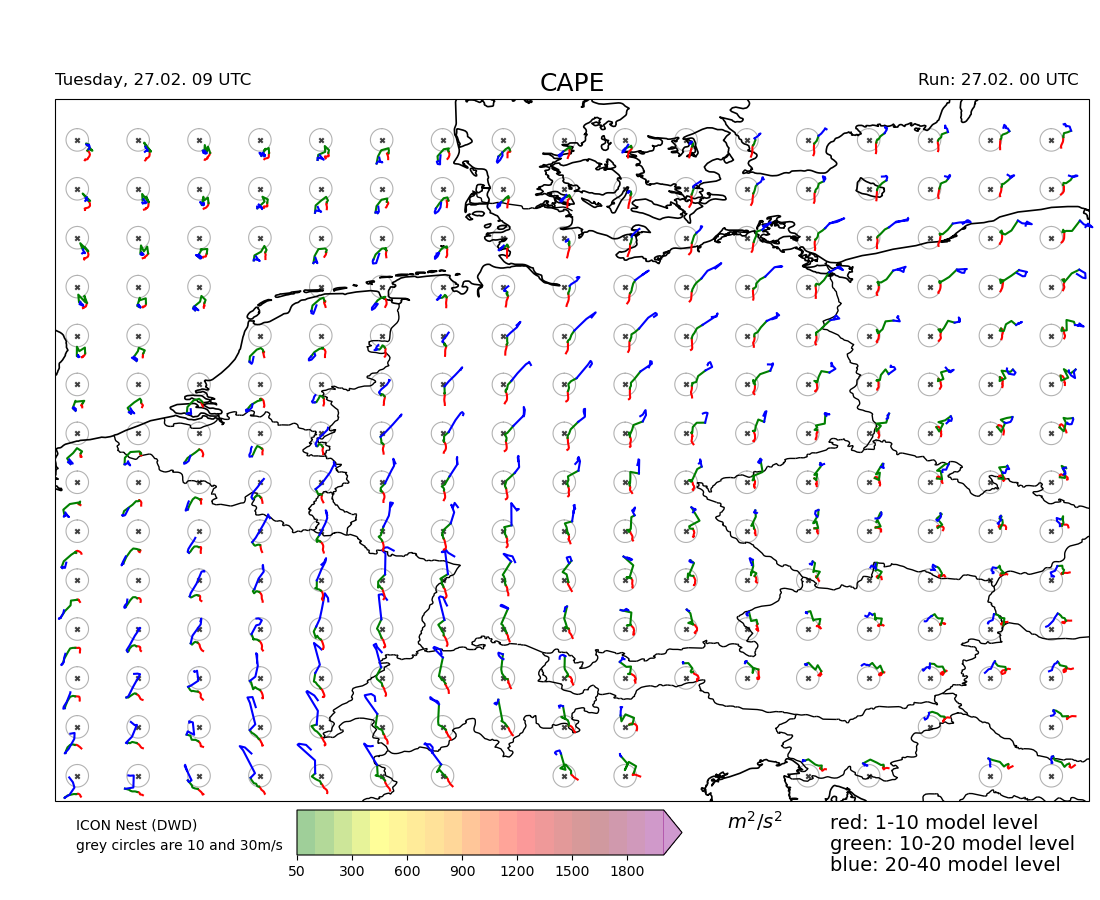 Tuesday, 27.02. 09 UTC
CAPE
Run: 27.02. 00 UTC
ICON Nest (DWD)
grey circles are 10 and 30m/s
50 300 600 900 1200 1500 1800
m²/s²
red: 1-10 model level
green: 10-20 model level
blue: 20-40 model level